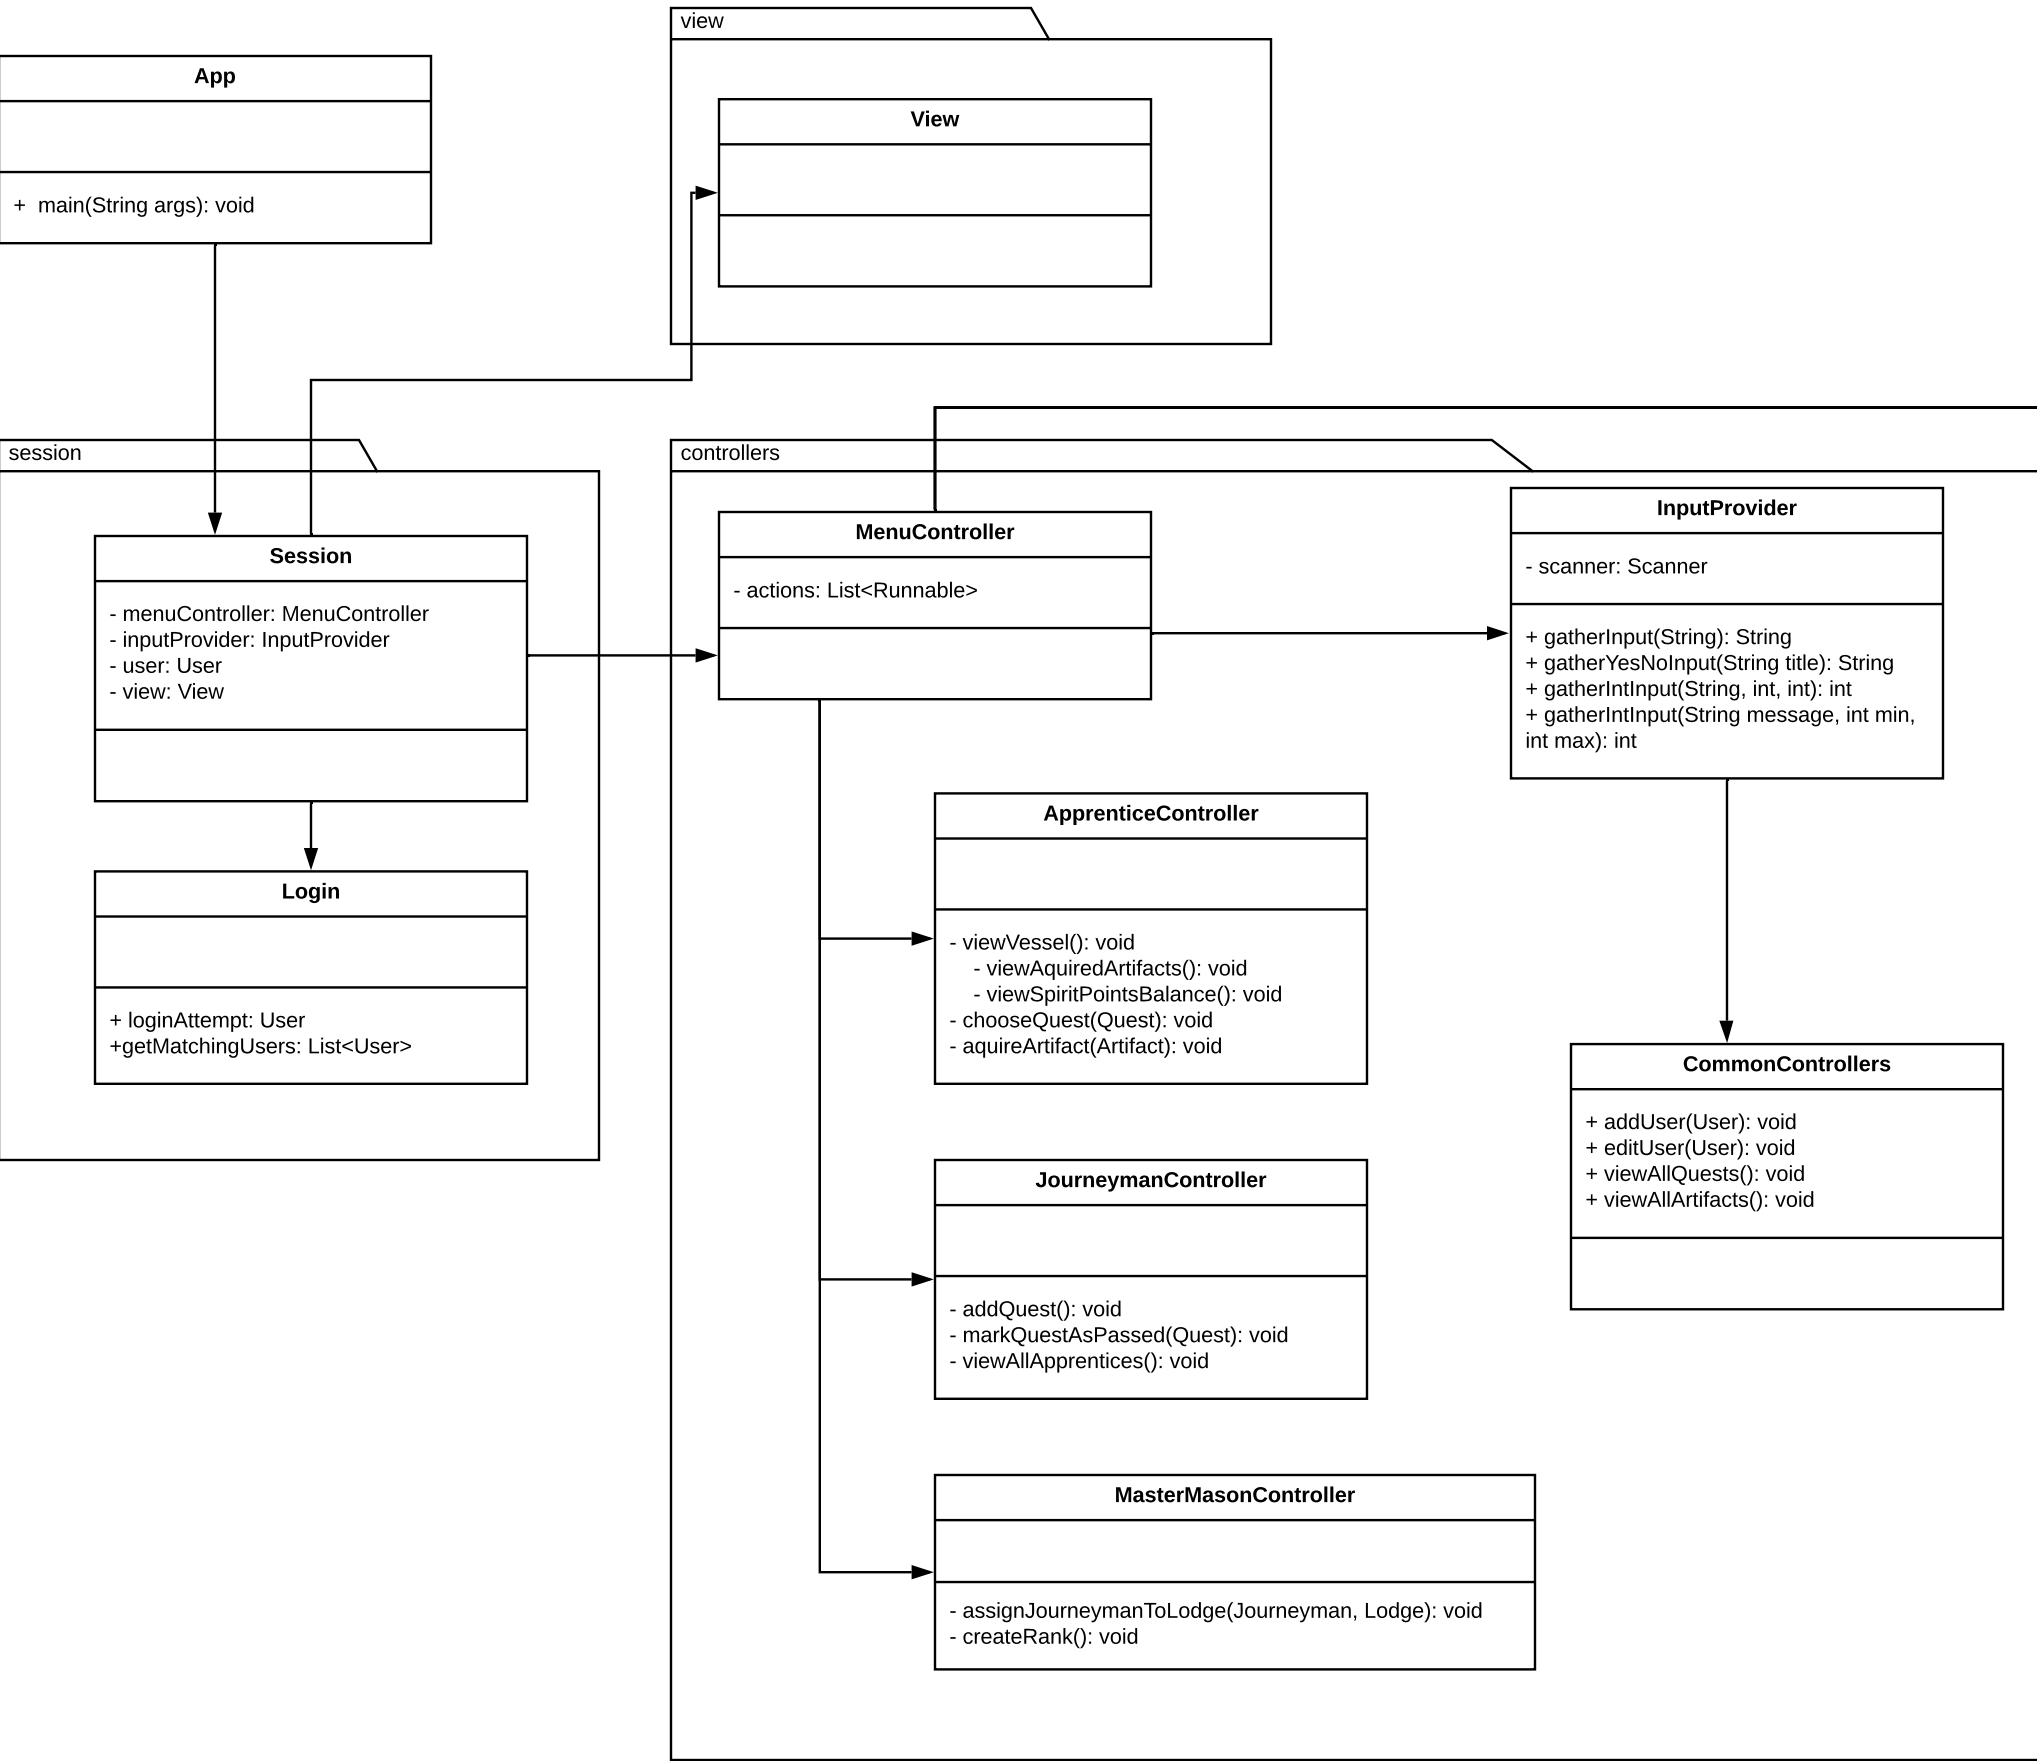 view
App
+  main(String args): void
View
session
Session
- menuController: MenuController
- inputProvider: InputProvider
- user: User
- view: View
Login
+ loginAttempt: User
+getMatchingUsers: List<User>
controllers
MenuController
- actions: List<Runnable>
InputProvider
- scanner: Scanner
+ gatherInput(String): String
+ gatherYesNoInput(String title): String
+ gatherIntInput(String, int, int): int
+ gatherIntInput(String message, int min,
int max): int
ApprenticeController
- viewVessel(): void
- viewAquiredArtifacts(): void
- viewSpiritPointsBalance(): void
- chooseQuest(Quest): void
- aquireArtifact(Artifact): void
CommonControllers
+ addUser(User): void
+ editUser(User): void
+ viewAllQuests(): void
+ viewAllArtifacts(): void
JourneymanController
- addQuest(): void
- markQuestAsPassed(Quest): void
- viewAllApprentices(): void
MasterMasonController
- assignJourneymanToLodge(Journeyman, Lodge): void
- createRank(): void